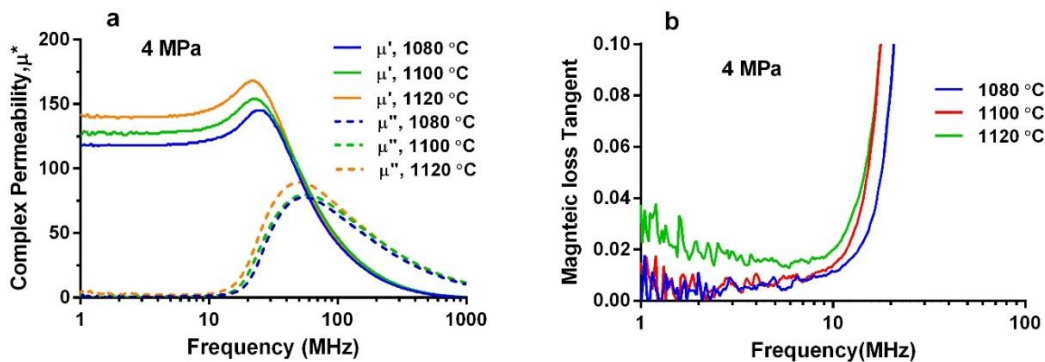 a
4 MPa
Complex Permeability,μ*
200
150
100
50
0
1
10
100
1000
Frequency (MHz)
μ', 1080 °C
μ', 1100 °C
μ', 1120 °C
μ'', 1080 °C
μ'', 1100 °C
μ'', 1120 °C
b
4 MPa
Magnteic loss Tangent
0.10
0.08
0.06
0.04
0.02
0.00
1
10
100
Frequency(MHz)
1080 °C
1100 °C
1120 °C